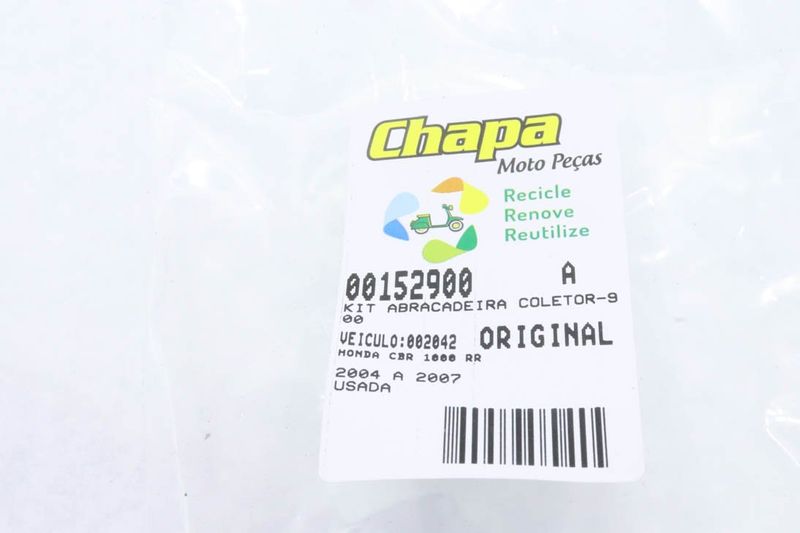 Chapa
Moto Peças
Recicle
Renove
Reutilize
00152900 A
KIT ABRACADEIRA COLETOR-9
00
VEICULO:002042 ORIGINAL
HONDA CBR 1000 RR
2004 A 2007
USADA